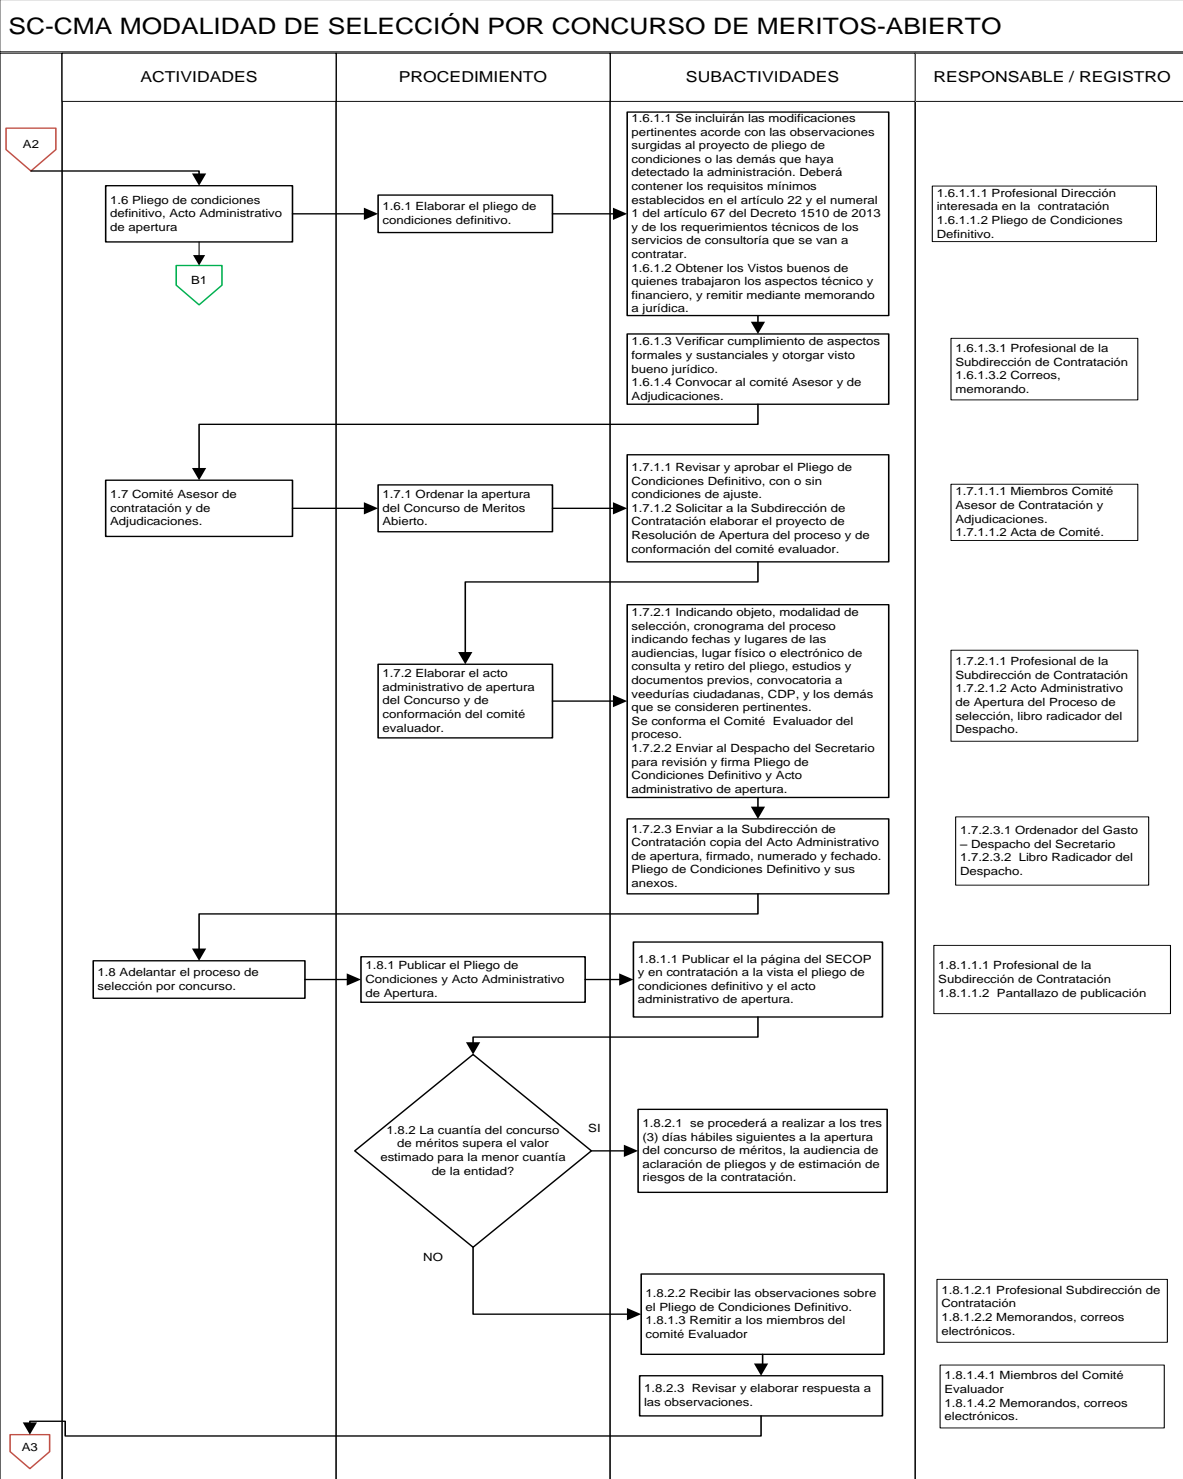 SC-CMA MODALIDAD DE SELECCIÓN POR CONCURSO DE MERITOS-ABIERTO
ACTIVIDADES
PROCEDIMIENTO
SUBACTIVIDADES
RESPONSABLE / REGISTRO
A2
1.6 Pliego de condiciones
definitivo, Acto Administrativo
de apertura
B1
1.6.1 Elaborar el pliego de
condiciones definitivo.
1.6.1.1 Se incluirán las modificaciones
pertinentes acorde con las observaciones
surgidas al proyecto de pliego de
condiciones o las demás que haya
detectado la administración. Deberá
contener los requisitos mínimos
establecidos en el artículo 22 y el numeral
1 del artículo 67 del Decreto 1510 de 2013
y de los requerimientos técnicos de los
servicios de consultoría que se van a
contratar.
1.6.1.2 Obtener los Vistos buenos de
quienes trabajaron los aspectos técnico y
financiero, y remitir mediante memorando
a jurídica.
1.6.1.1.1 Profesional Dirección
interesada en la  contratación
1.6.1.1.2 Pliego de Condiciones
Definitivo.
1.6.1.3 Verificar cumplimiento de aspectos
formales y sustanciales y otorgar visto
bueno jurídico.
1.6.1.4 Convocar al comité Asesor y de
Adjudicaciones.
1.6.1.3.1 Profesional de la
Subdirección de Contratación
1.6.1.3.2 Correos,
memorando.
1.7 Comité Asesor de
contratación y de
Adjudicaciones.
1.7.1 Ordenar la apertura
del Concurso de Meritos
Abierto.
1.7.1.1 Revisar y aprobar el Pliego de
Condiciones Definitivo, con o sin
condiciones de ajuste.
1.7.1.2 Solicitar a la Subdirección de
Contratación elaborar el proyecto de
Resolución de Apertura del proceso y de
conformación del comité evaluador.
1.7.1.1.1 Miembros Comité
Asesor de Contratación y
Adjudicaciones.
1.7.1.1.2 Acta de Comité.
1.7.2 Elaborar el acto
administrativo de apertura
del Concurso y de
conformación del comité
evaluador.
1.7.2.1 Indicando objeto, modalidad de
selección, cronograma del proceso
indicando fechas y lugares de las
audiencias, lugar físico o electrónico de
consulta y retiro del pliego, estudios y
documentos previos, convocatoria a
veedurías ciudadanas, CDP, y los demás
que se consideren pertinentes.
Se conforma el Comité  Evaluador del
proceso.
1.7.2.2 Enviar al Despacho del Secretario
para revisión y firma Pliego de
Condiciones Definitivo y Acto
administrativo de apertura.
1.7.2.1.1 Profesional de la
Subdirección de Contratación
1.7.2.1.2 Acto Administrativo
de Apertura del Proceso de
selección, libro radicador del
Despacho.
1.7.2.3 Enviar a la Subdirección de
Contratación copia del Acto Administrativo
de apertura, firmado, numerado y fechado.
Pliego de Condiciones Definitivo y sus
anexos.
1.7.2.3.1 Ordenador del Gasto
– Despacho del Secretario
1.7.2.3.2  Libro Radicador del
Despacho.
1.8 Adelantar el proceso de
selección por concurso.
1.8.1 Publicar el Pliego de
Condiciones y Acto Administrativo
de Apertura.
1.8.1.1 Publicar el la página del SECOP
y en contratación a la vista el pliego de
condiciones definitivo y el acto
administrativo de apertura.
1.8.1.1.1 Profesional de la
Subdirección de Contratación
1.8.1.1.2  Pantallazo de publicación
1.8.2 La cuantía del concurso
de méritos supera el valor
estimado para la menor cuantía
de la entidad?
SI
1.8.2.1  se procederá a realizar a los tres
(3) días hábiles siguientes a la apertura
del concurso de méritos, la audiencia de
aclaración de pliegos y de estimación de
riesgos de la contratación.
NO
1.8.2.2 Recibir las observaciones sobre
el Pliego de Condiciones Definitivo.
1.8.1.3 Remitir a los miembros del
comité Evaluador
1.8.1.2.1 Profesional Subdirección de
Contratación
1.8.1.2.2 Memorandos, correos
electrónicos.
1.8.2.3  Revisar y elaborar respuesta a
las observaciones.
1.8.1.4.1 Miembros del Comité
Evaluador
1.8.1.4.2 Memorandos, correos
electrónicos.
A3